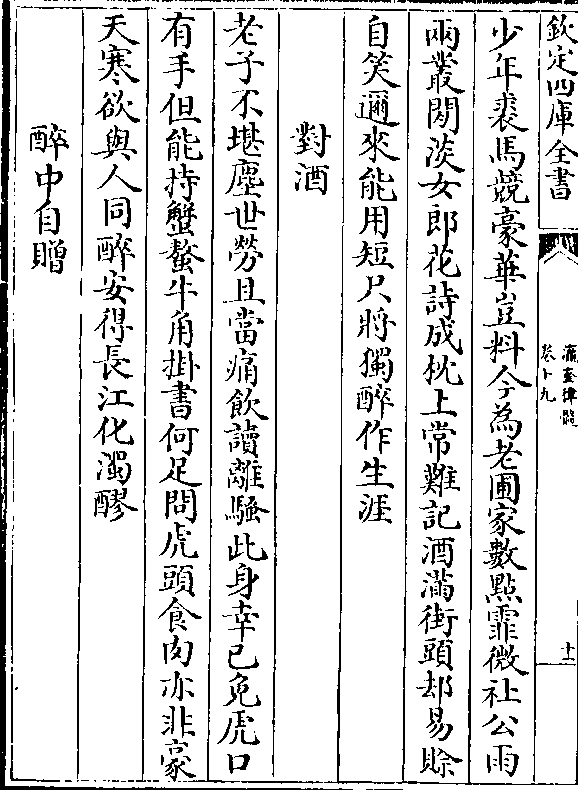 欽定四庫全書
瀛奎律髓
卷十九
十一
少年裘馬競豪華豈料今為老圃家數點霏微社公雨
兩叢閒淡女郎花詩成枕上常難記酒滿街頭却易賒
自笑邇來能用短只將獨醉作生涯
對酒
老子不堪塵世勞且當痛飲讀離騷此身幸已免虎口
有手但能持蟹螯牛角掛書何足問虎頭食肉亦非豪
天寒欲與人同醉安得長江化濁醪
醉中自贈